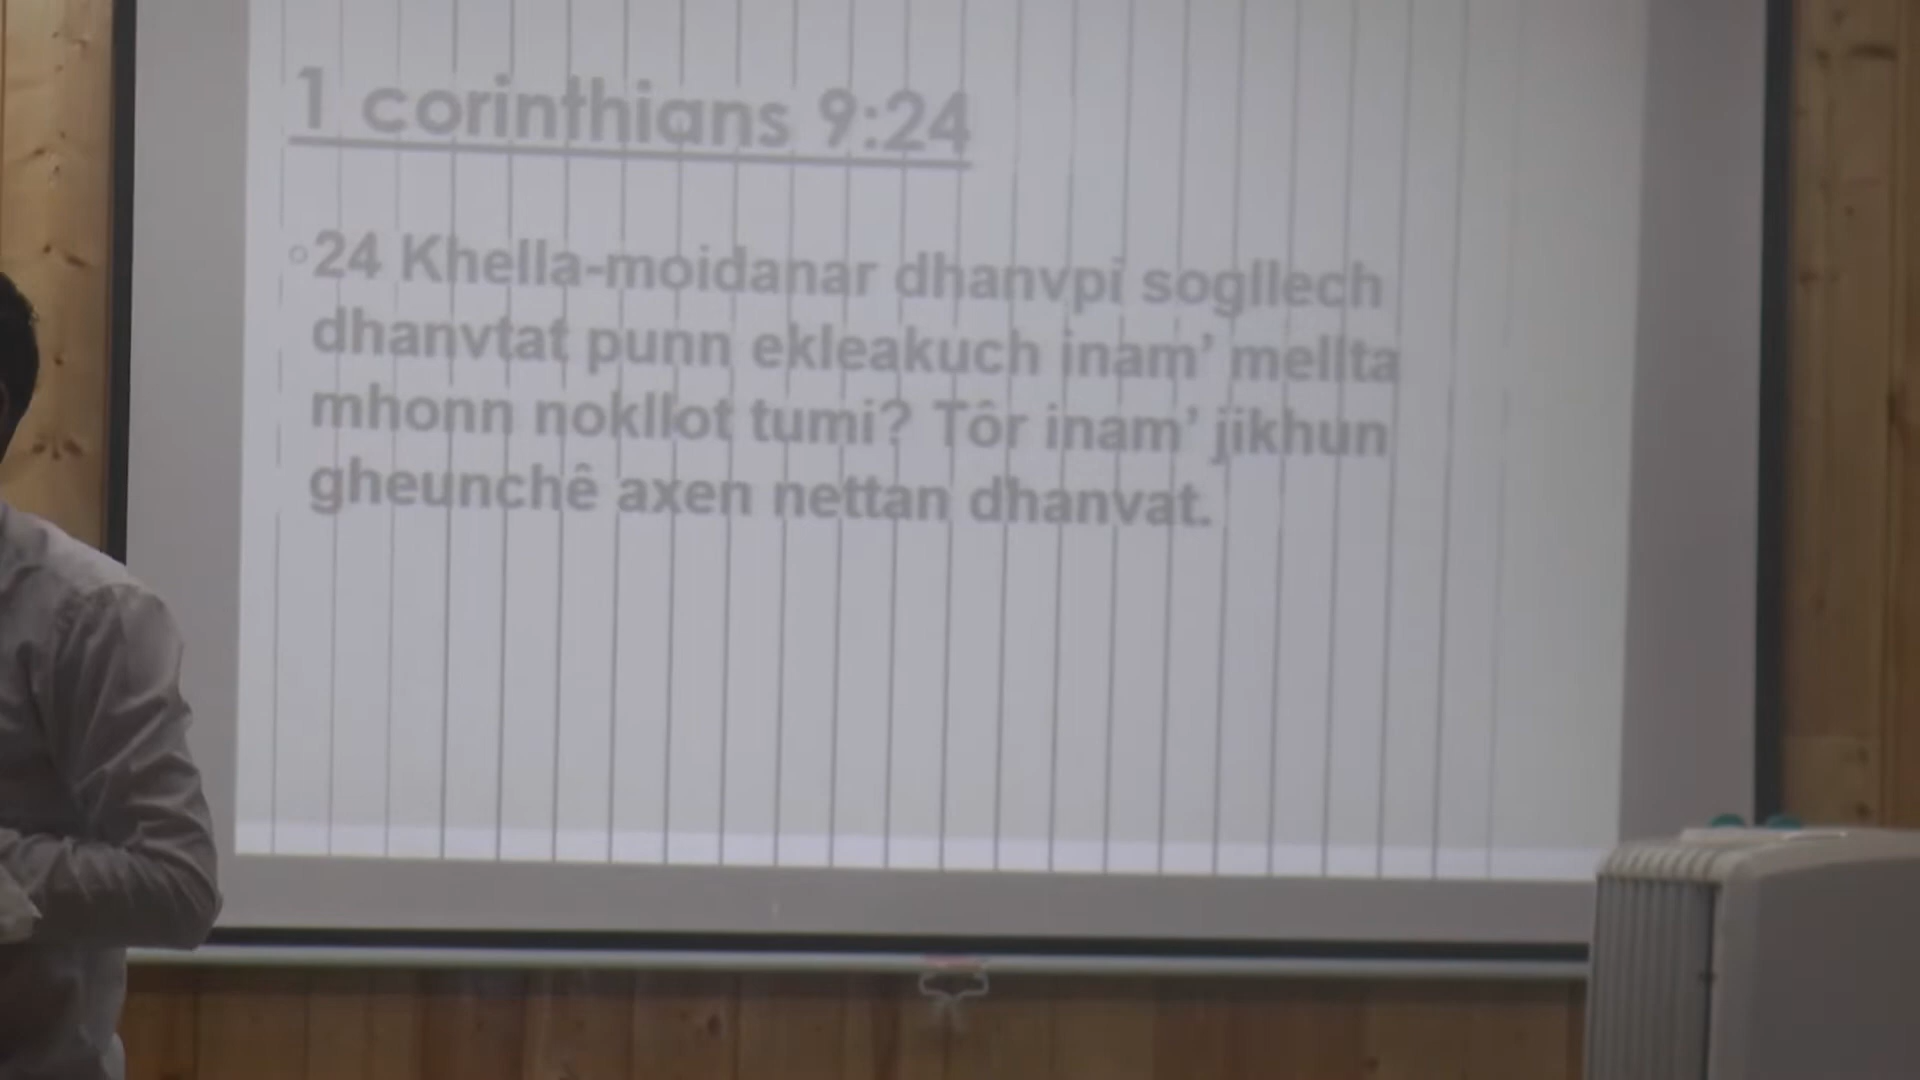 1 corinthians 9:24
24 Khella-moidanar dhanvpi sogllech
dhanvtat punn ekleakuch inam’ mellta
mhonn nokllot tumi? Tôr inam’ jikhun
gheunchê axen nettan dhanvat.